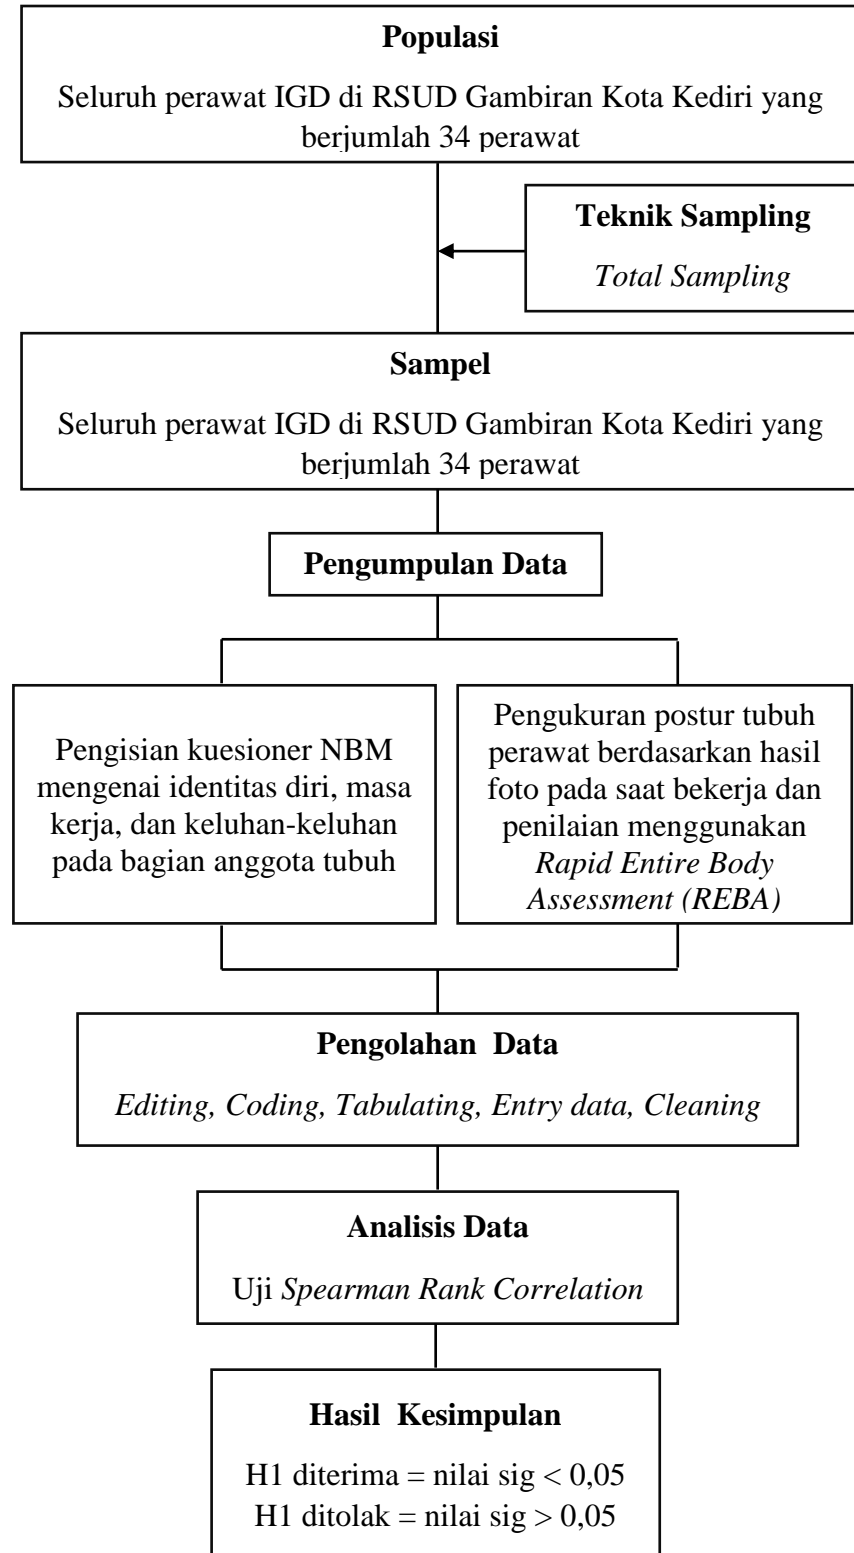 Populasi
Seluruh perawat IGD di RSUD Gambiran Kota Kediri yang
berjumlah 34 perawat
Teknik Sampling
Total Sampling
Sampel
Seluruh perawat IGD di RSUD Gambiran Kota Kediri yang
berjumlah 34 perawat
Pengumpulan Data
Pengisian kuesioner NBM
mengenai identitas diri, masa
kerja, dan keluhan-keluhan
pada bagian anggota tubuh
Pengukuran postur tubuh
perawat berdasarkan hasil
foto pada saat bekerja dan
penilaian menggunakan
Rapid Entire Body
Assessment (REBA)
Pengolahan Data
Editing, Coding, Tabulating, Entry data, Cleaning
Analisis Data
Uji Spearman Rank Correlation
Hasil Kesimpulan
H1 diterima = nilai sig < 0,05
H1 ditolak = nilai sig > 0,05